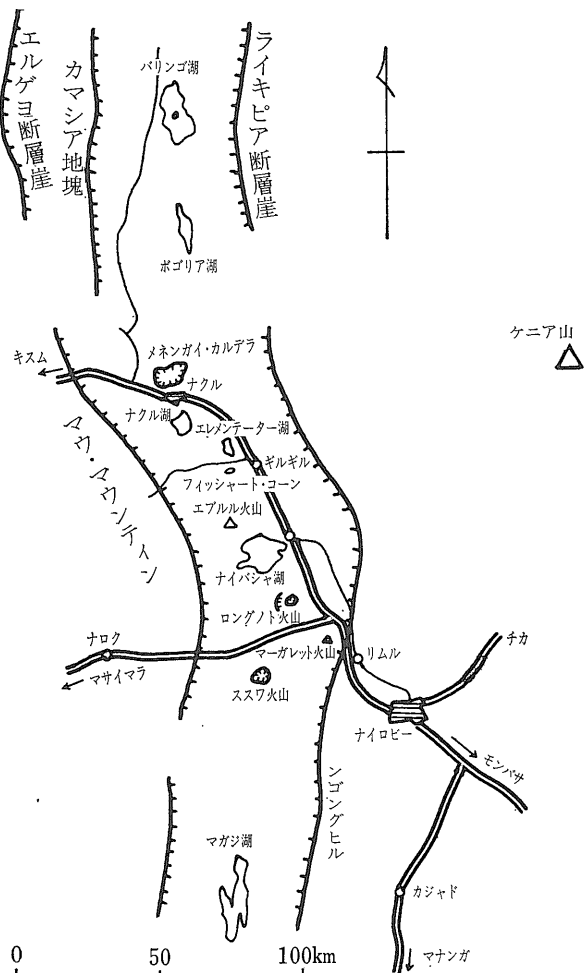 エルゲヨ断層崖
カマシア地塊
バリンゴ湖
ライキピア断層崖
ボゴリア湖
ケニア山
キスム
メネンガイ・カルデラ
ナクル
ナクル湖
エレメンテーター湖
マウ・マウンティン
ギルギル
フィッシャート・コーン
エブルル火山
ナイバシャ湖
ロングノト火山
ナロク
マーガレット火山
リムル
チカ
マサイマラ
ススワ火山
ナイロビー
モンバサ
ンゴングヒル
マガジ湖
カジャド
マナンガ
0 50 100km